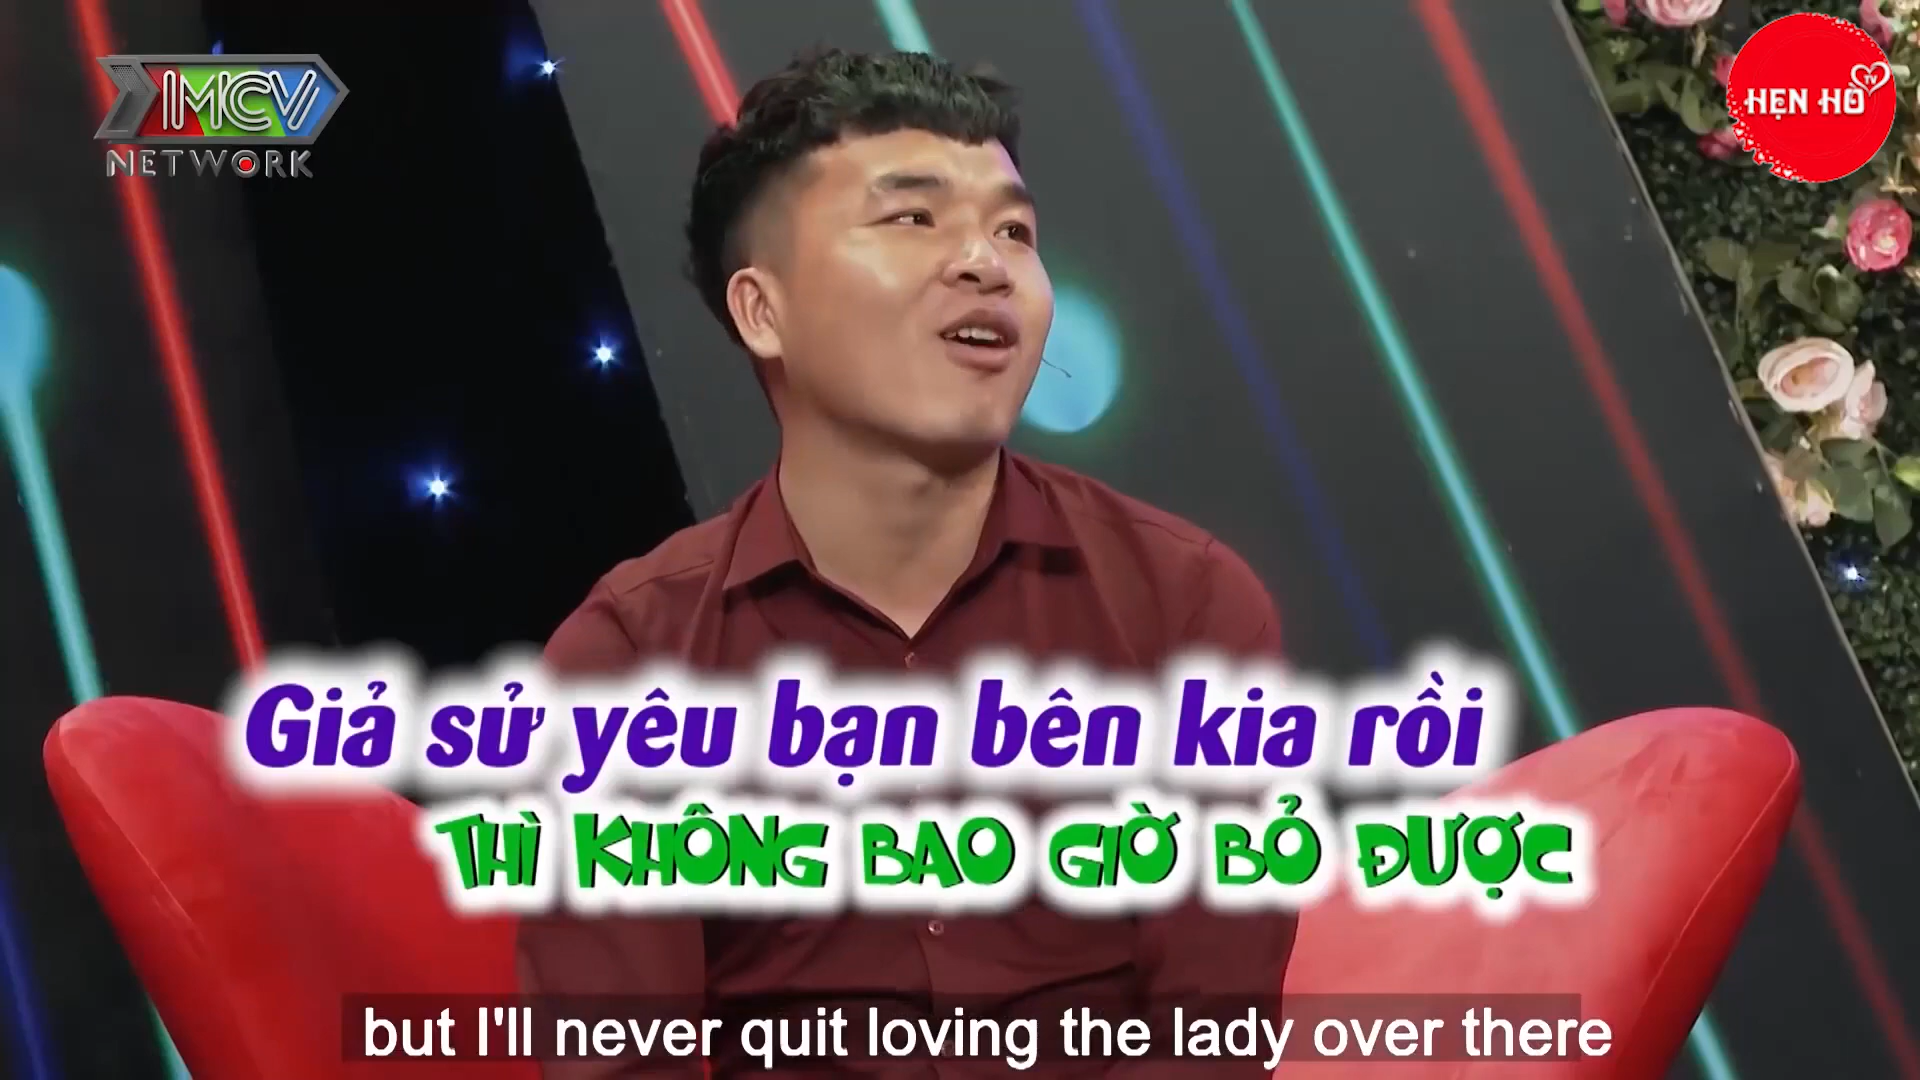 MCV
NETWORK
TV
HẸN HÒ
Giả sử yêu bạn bên kia rồi
THÌ KHÔNG BAO GIỜ BỎ ĐƯỢC
but I'll never quit loving the lady over there